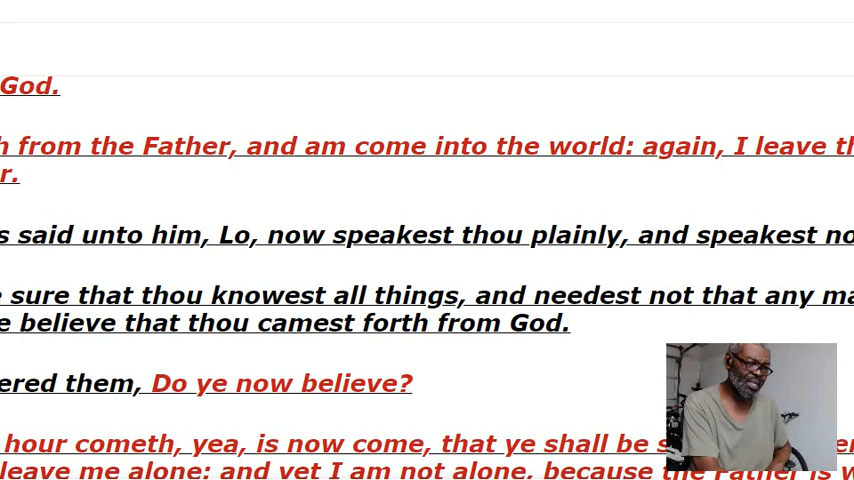 God.
from the Father, and am come into the world: again, I leave
r.
said unto him, Lo, now speakest thou plainly, and speakest no
sure that thou knowest all things, and needest not that any ma
e believe that thou camest forth from God.
ered them, Do ye now believe?
hour cometh, yea, is now come, that ye shall be s
leave me alone: and yet I am not alone, because the Father is w